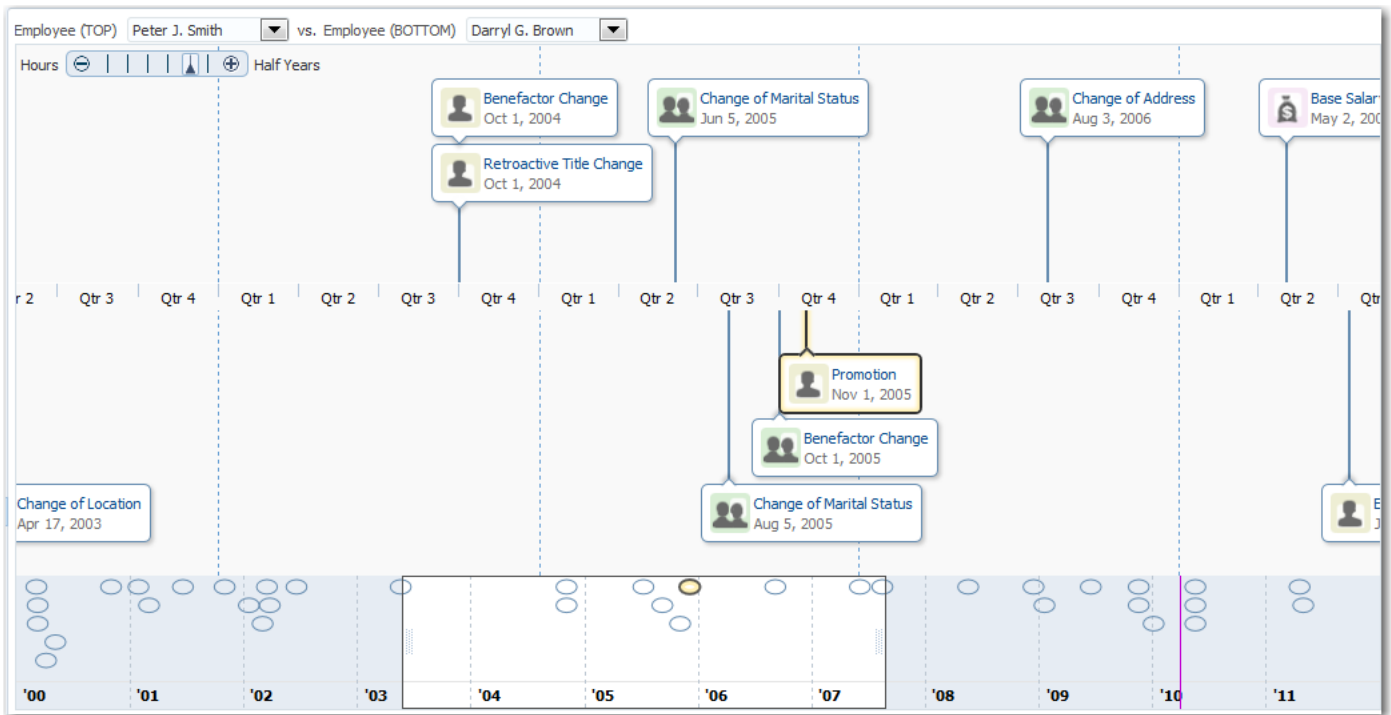 Employee (TOP) Peter J. Smith vs. Employee (BOTTOM) Darryl G. Brown
Hours Half Years
Benefactor Change
Oct 1, 2004
Change of Marital Status
Jun 5, 2005
Change of Address
Aug 3, 2006
Base Salar
May 2, 200
Retroactive Title Change
Oct 1, 2004
r 2 Qtr 3 Qtr 4 Qtr 1 Qtr 2 Qtr 3 Qtr 4 Qtr 1 Qtr 2 Qtr 3 Qtr 4 Qtr 1 Qtr 2 Qtr 3 Qtr 4 Qtr 1 Qtr 2 Qt
Promotion
Nov 1, 2005
Benefactor Change
Oct 1, 2005
Change of Location
Apr 17, 2003
Change of Marital Status
Aug 5, 2005
'00 '01 '02 '03 '04 '05 '06 '07 '08 '09 '10 '11